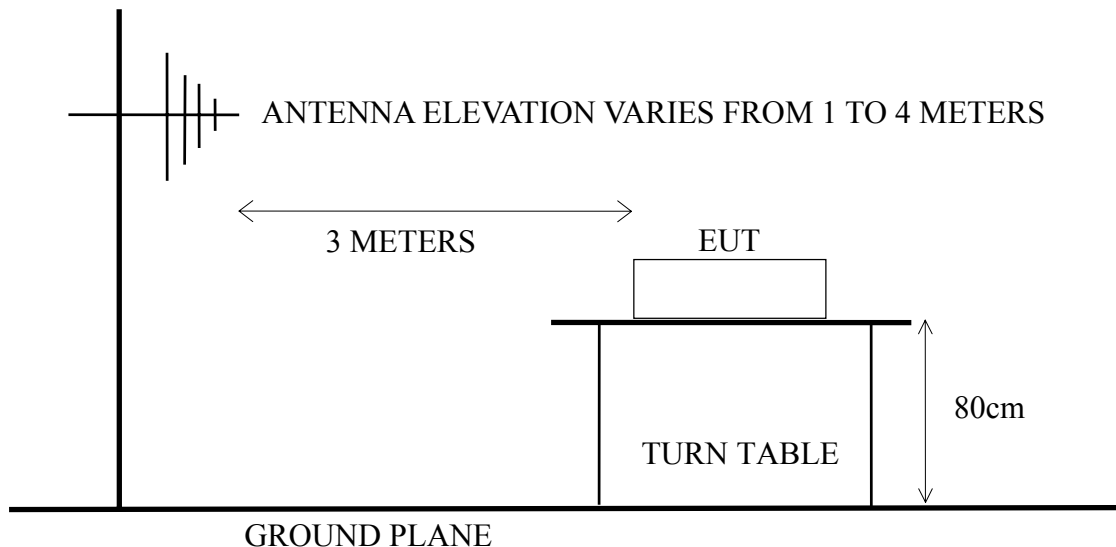 ANTENNA ELEVATION VARIES FROM 1 TO 4 METERS
3 METERS
EUT
80cm
TURN TABLE
GROUND PLANE